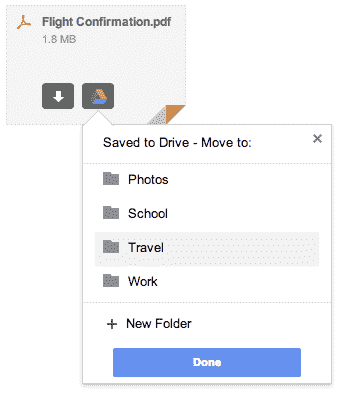 Flight Confirmation.pdf
1.8 MB
Saved to Drive - Move to:
Photos
School
Travel
Work
New Folder
Done